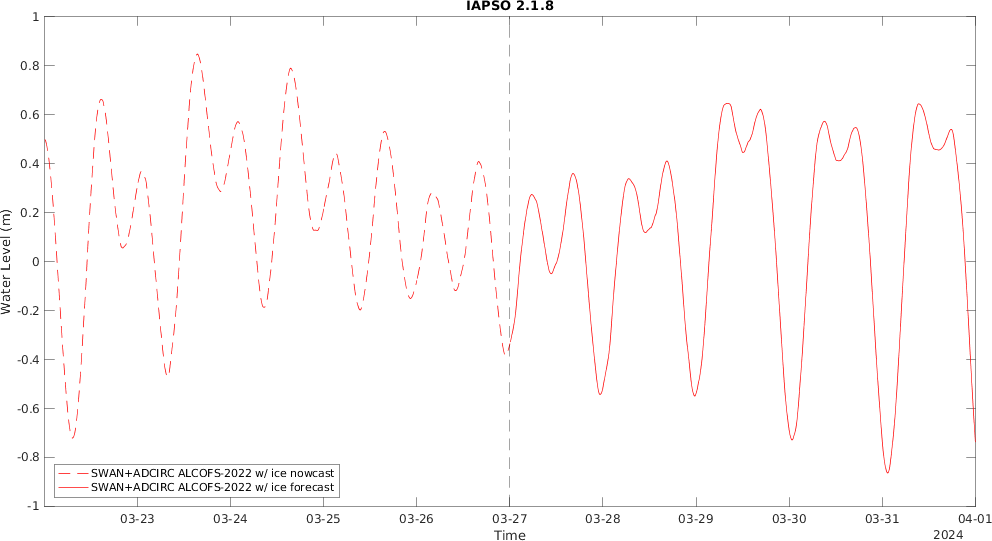 IAPSO 2.1.8
Water Level (m)
1
0.8
0.6
0.4
0.2
0
-0.2
-0.4
-0.6
-0.8
-1
SWAN+ADCIRC ALCOFS-2022 w/ ice nowcast
SWAN+ADCIRC ALCOFS-2022 w/ ice forecast
03-23 03-24 03-25 03-26 03-27 03-28 03-29 03-30 03-31 04-01
Time
2024